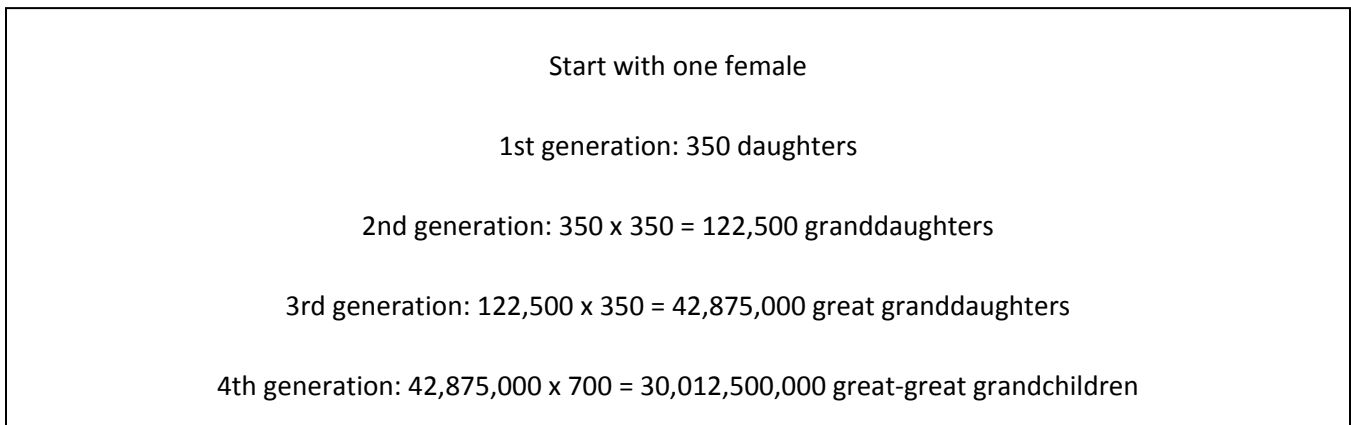 Start with one female
1st generation: 350 daughters
2nd generation: 350 x 350 = 122,500 granddaughters
3rd generation: 122,500 x 350 = 42,875,000 great granddaughters
4th generation: 42,875,000 x 700 = 30,012,500,000 great-great grandchildren